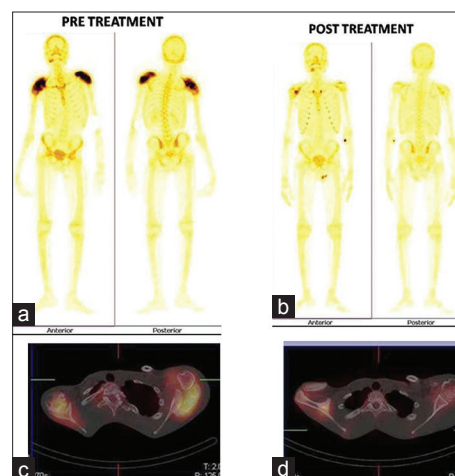 PRE TREATMENT
POST TREATMENT
a
b
Anterior Posterior
Anterior Posterior
c
d